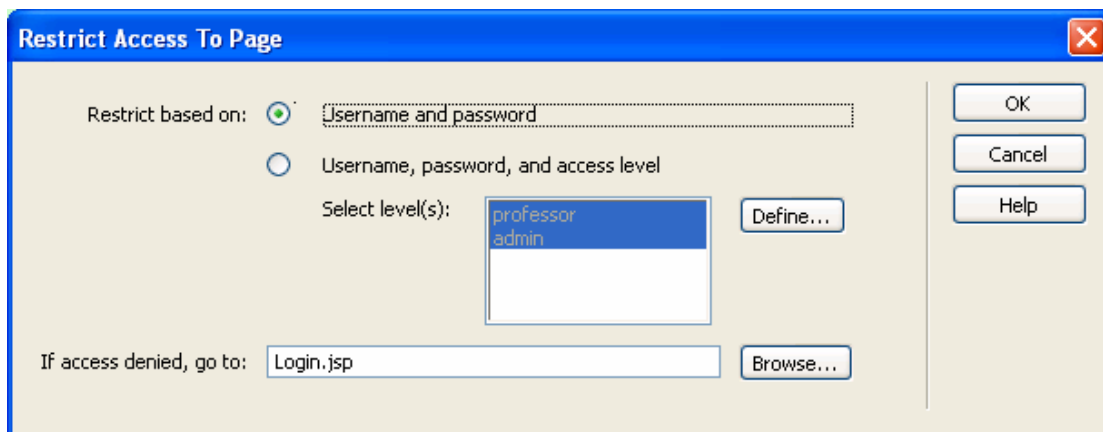 Restrict Access To Page
Restrict based on:
Username and password
OK
Username, password, and access level
Cancel
Select level(s):
professor
admin
Define...
Help
If access denied, go to:
Login.jsp
Browse...